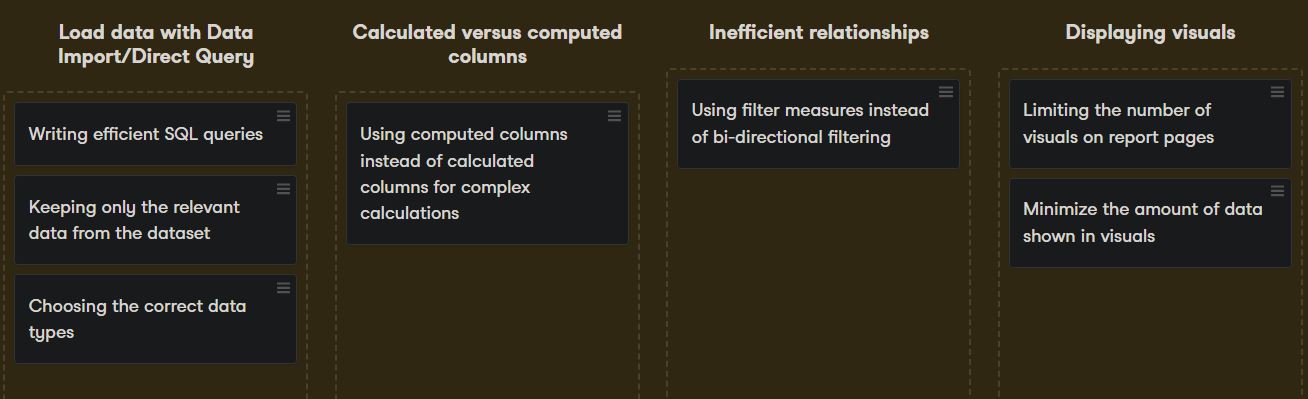 Load data with Data
Import/Direct Query
Writing efficient SQL queries
Keeping only the relevant
data from the dataset
Choosing the correct data
types
Calculated versus computed
columns
Using computed columns
instead of calculated
columns for complex
calculations
Inefficient relationships
Using filter measures instead
of bi-directional filtering
Displaying visuals
Limiting the number of
visuals on report pages
Minimize the amount of data
shown in visuals